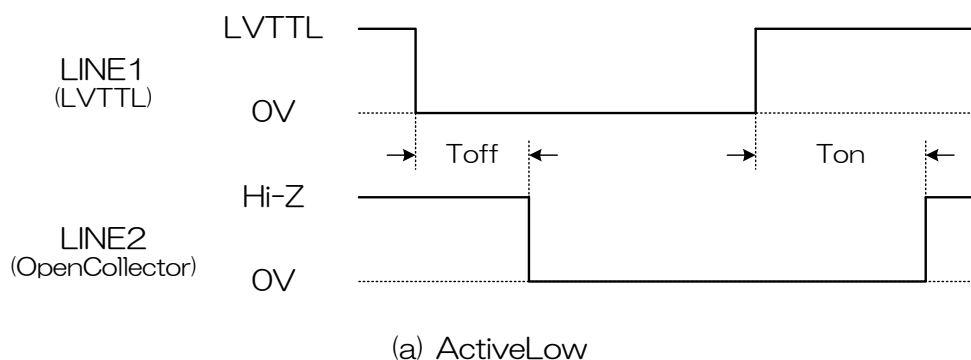 LVTTL
LINE1
(LVTTL)
0V
Toff
Ton
Hi-Z
LINE2
(OpenCollector)
0V
(a) ActiveLow